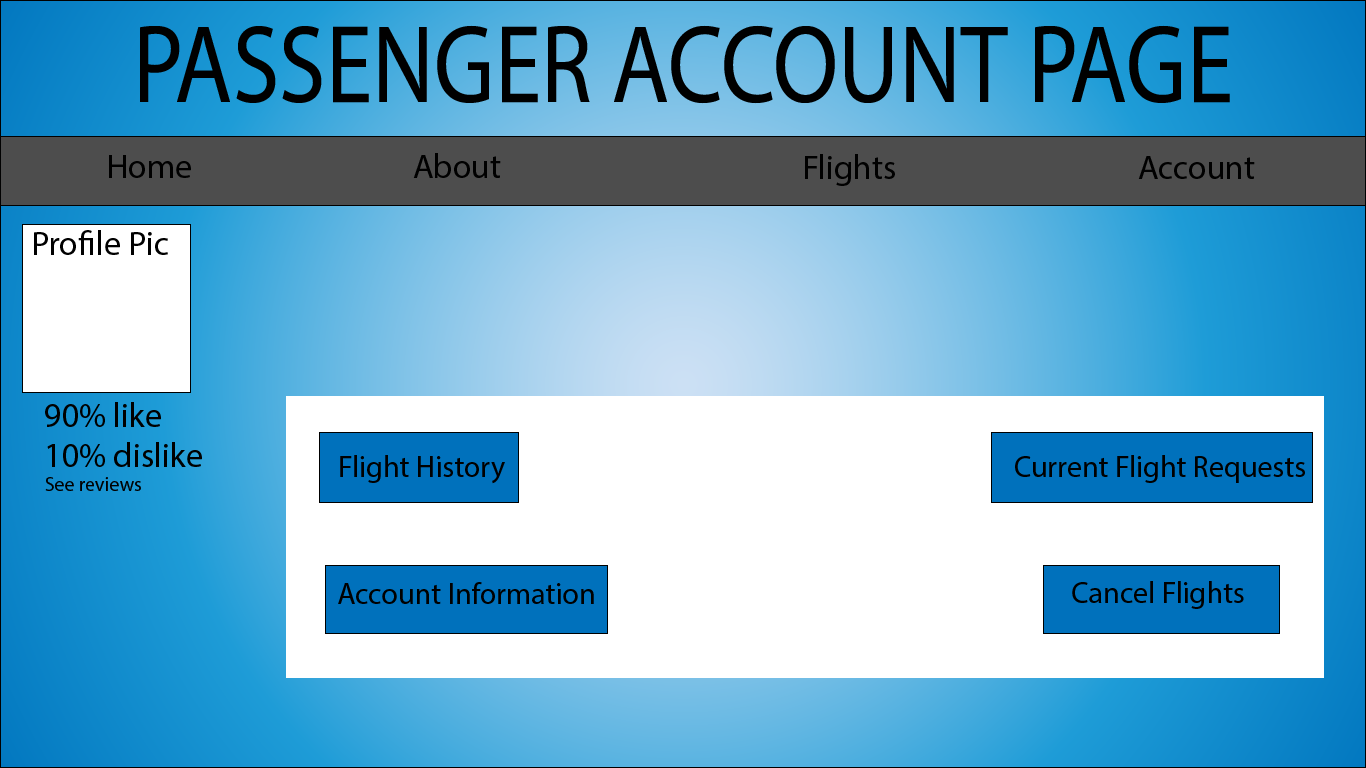 PASSENGER ACCOUNT PAGE
Home About Flights Account
Profile Pic
90% like
10% dislike
See reviews
Flight History Current Flight Requests
Account Information Cancel Flights